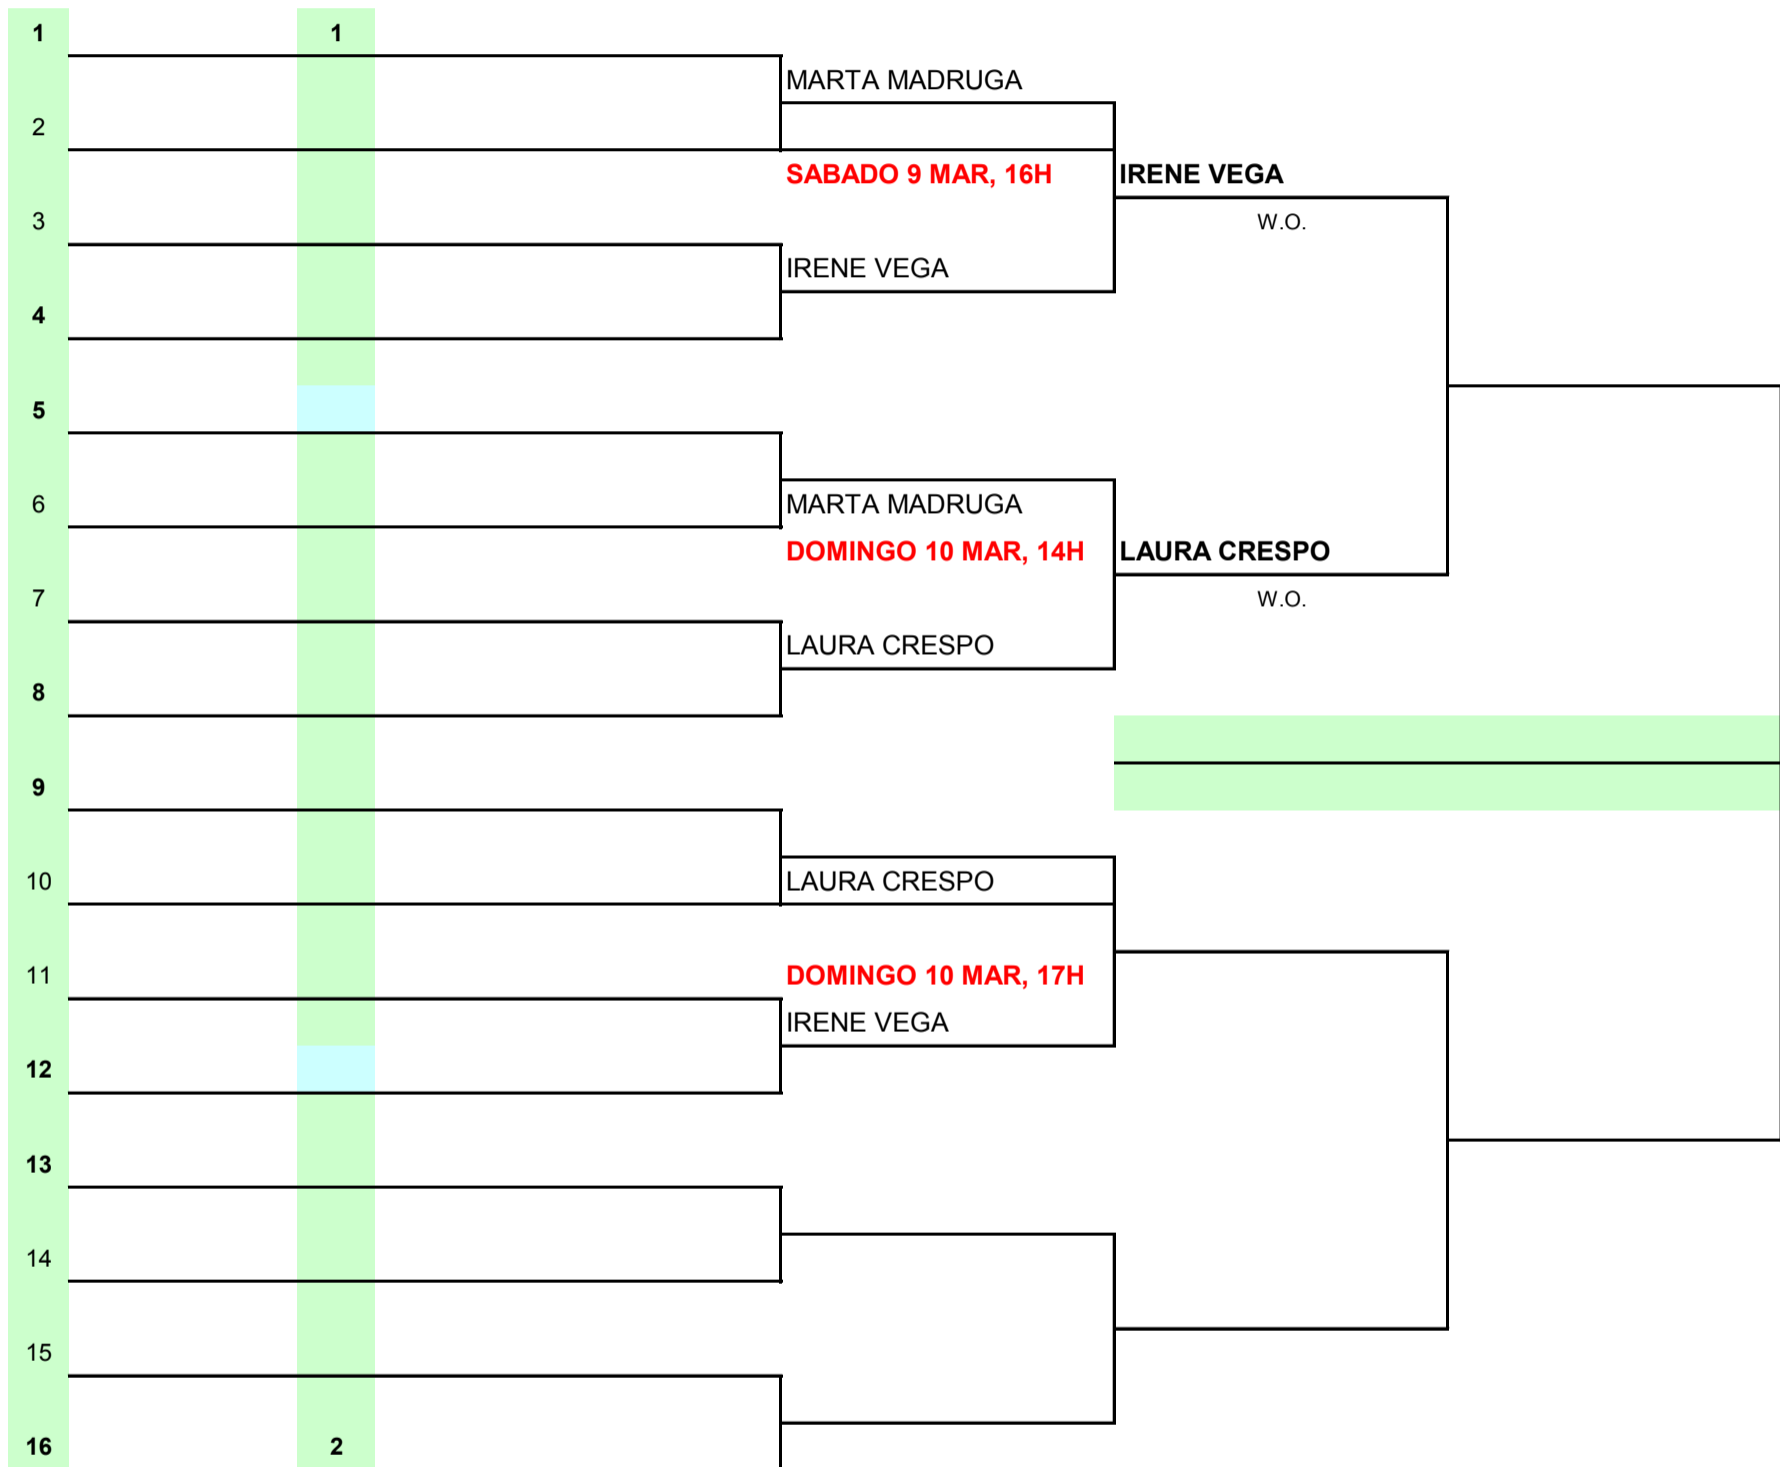 1 1
MARTA MADRUGA
2
SABADO 9 MAR, 16H IRENE VEGA
3 W.O.
IRENE VEGA
4
5
6 MARTA MADRUGA
DOMINGO 10 MAR, 14H LAURA CRESPO
7 W.O.
LAURA CRESPO
8
9
10 LAURA CRESPO
11 DOMINGO 10 MAR, 17H
IRENE VEGA
12
13
14
15
16 2